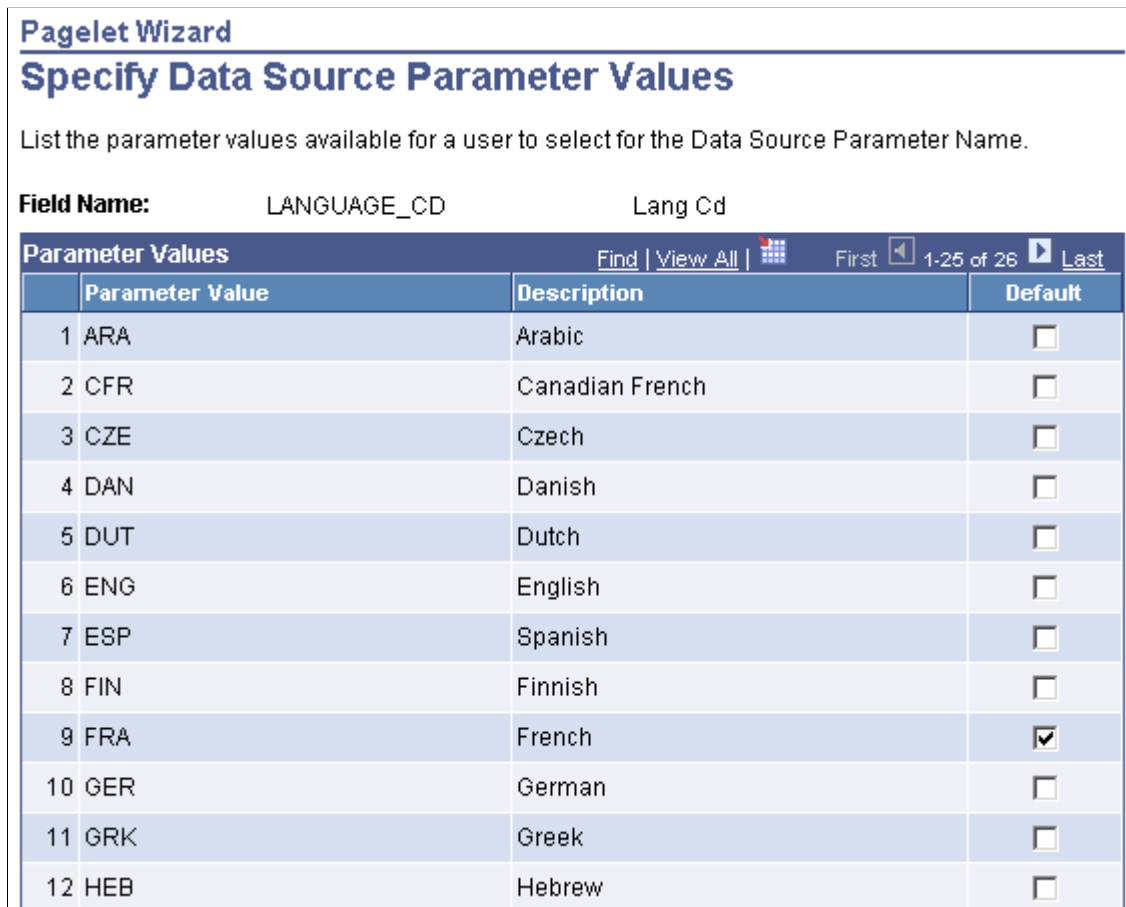 Pagelet Wizard
Specify Data Source Parameter Values
List the parameter values available for a user to select for the Data Source Parameter Name.
Field Name: LANGUAGE_CD Lang Cd
Parameter Values Find | View All | First 1-25 of 26 Last
Parameter Value Description Default
1 ARA Arabic
2 CFR Canadian French
3 CZE Czech
4 DAN Danish
5 DUT Dutch
6 ENG English
7 ESP Spanish
8 FIN Finnish
9 FRA French
10 GER German
11 GRK Greek
12 HEB Hebrew